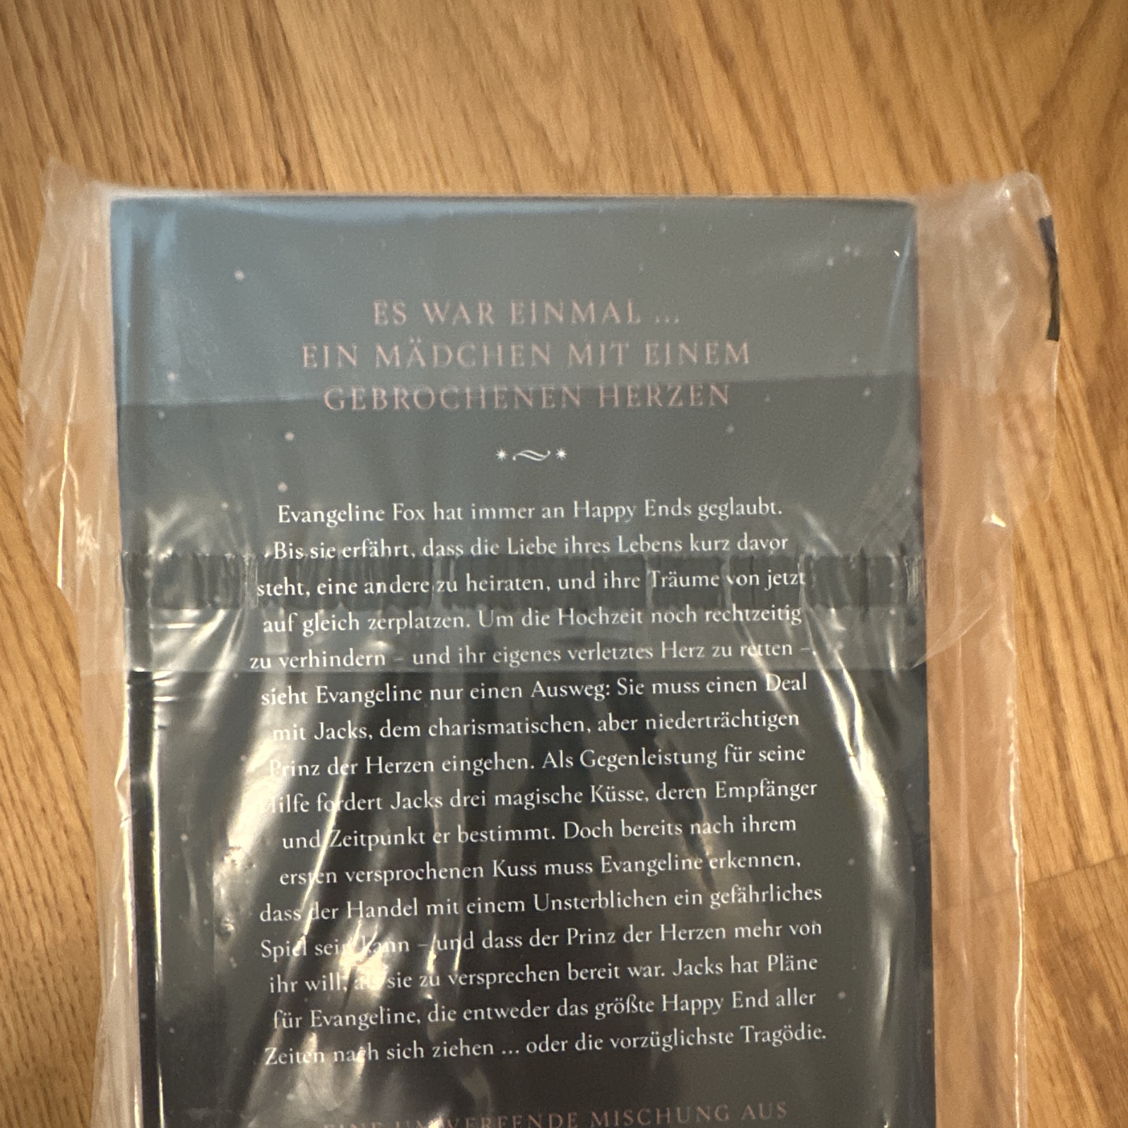 ES WAR EINMAL ...
EIN MÄDCHEN MIT EINEM
GEBROCHENEN HERZEN
Evangeline Fox hat immer an Happy Ends geglaubt.
Bis sie erfährt, dass die Liebe ihres Lebens kurz davor
steht, eine andere zu heiraten, und ihre Träume von jetzt
auf gleich zerplatzen. Um die Hochzeit noch rechtzeitig
zu verhindern – und ihr eigenes verletztes Herz zu retten –,
sieht Evangeline nur einen Ausweg: Sie muss einen Deal
mit Jacks, dem charismatischen, aber niederträchtigen
Prinz der Herzen eingehen. Als Gegenleistung für seine
Hilfe fordert Jacks drei magische Küsse, deren Empfänger
und Zeitpunkt er bestimmt. Doch bereits nach ihrem
ersten versprochenen Kuss muss Evangeline erkennen,
dass der Handel mit einem Unsterblichen ein gefährliches
Spiel sein kann – und dass der Prinz der Herzen mehr von
ihr will, als sie zu versprechen bereit war. Jacks hat Pläne
für Evangeline, die entweder das größte Happy End aller
Zeiten nach sich ziehen ... oder die vorzüglichste Tragödie.
MISCHUNG AUS